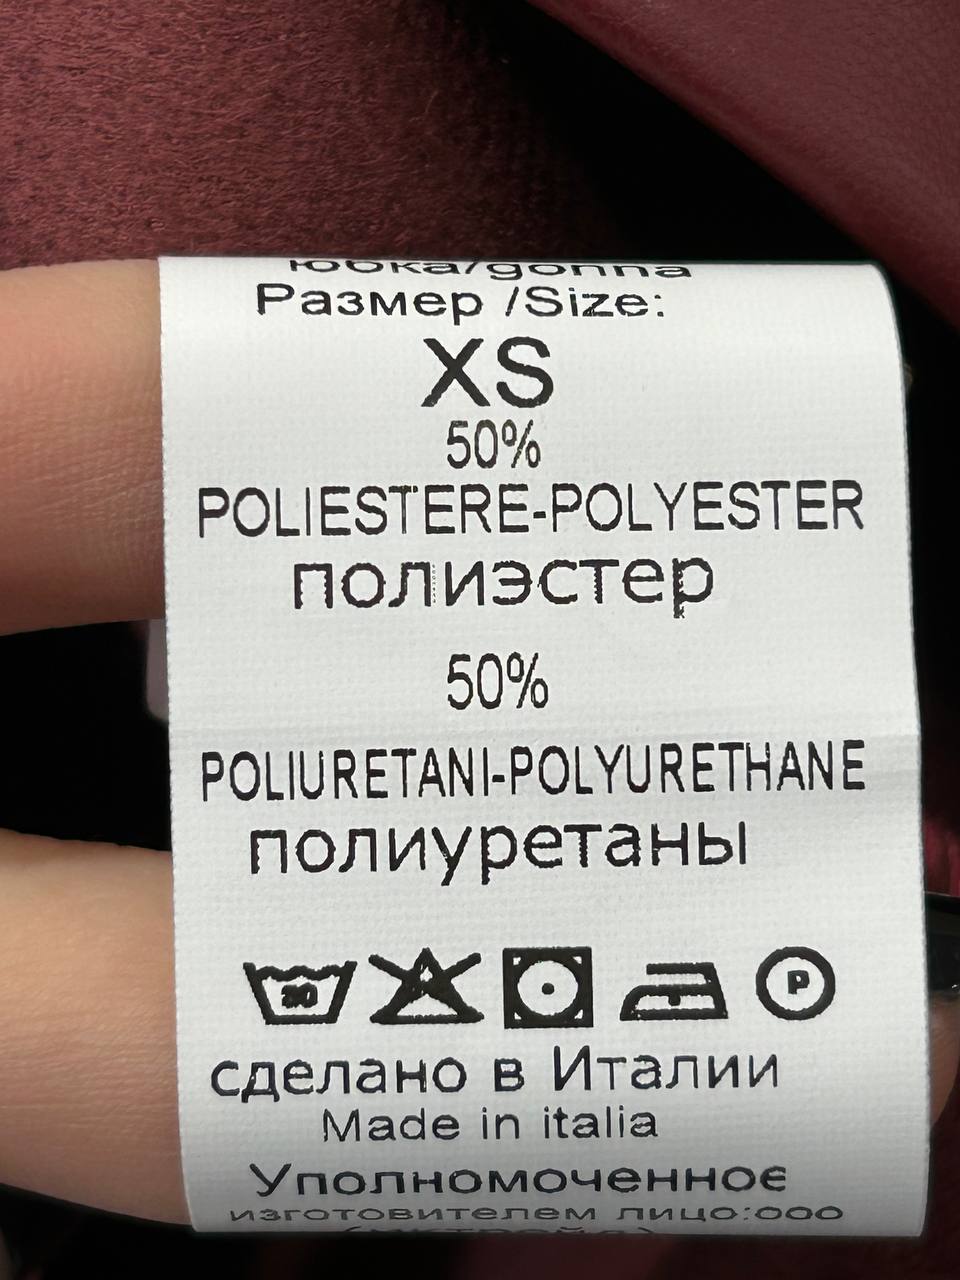 юбка/gonna
Размер /Size:
XS
50%
POLIESTERE-POLYESTER
полиэстер
50%
POLIURETANI-POLYURETHANE
полиуретаны
30
P
сделано в Италии
Made in italia
Уполномоченное
изготовителем лицо:ооо